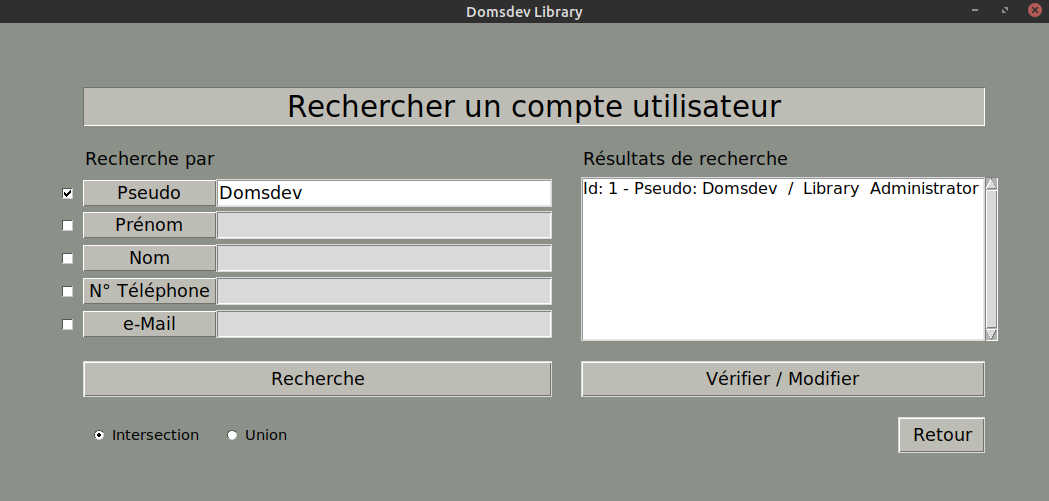 Domsdev Library
Rechercher un compte utilisateur
Recherche par
Pseudo Domsdev
Prénom
Nom
N° Téléphone
e-Mail
Recherche
Intersection Union
Résultats de recherche
Id: 1 - Pseudo: Domsdev / Library Administrator
Vérifier / Modifier
Retour